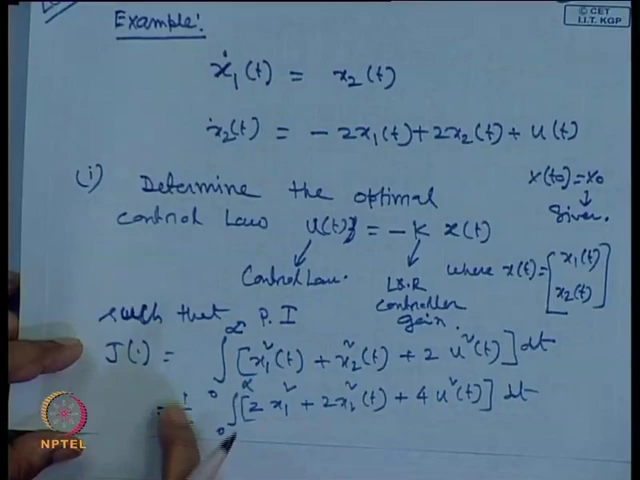 © CET
I.I.T. KGP
Example:
ẋ₁(t) = x₂(t)
ẋ₂(t) = - 2x₁(t) + 2x₂(t) + u(t)
(i) Determine the optimal
x(t₀) = x₀
control Law u(t) = - K x(t)
Given.
Control Law.
L.Q.R
controller
gain.
where x(t) = [x₁(t)
x₂(t)]
such that P.I
J(.) = ∫₀^∞ [x₁²(t) + x₂²(t) + 2 u²(t)] dt
= ∫₀^∞ [2 x₁² + 2x₂²(t) + 4 u²(t)] dt
NPTEL